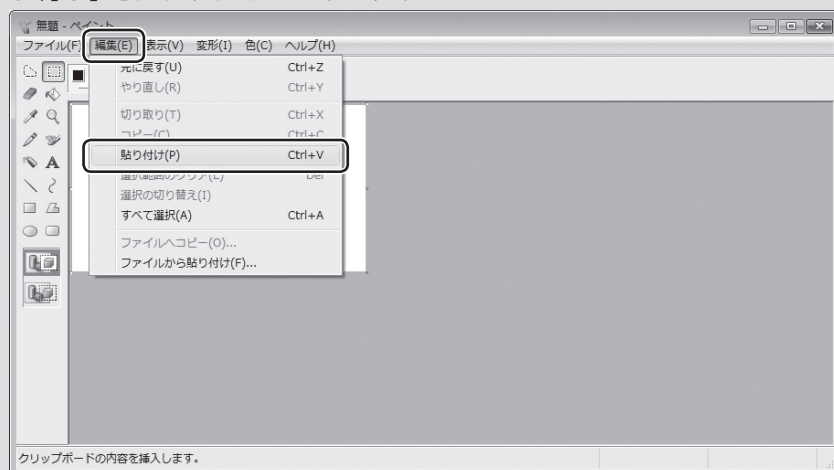 無題 - ペイント
ファイル(F) 編集(E) 表示(V) 変形(I) 色(C) ヘルプ(H)
元に戻す(U) Ctrl+Z
やり直し(R) Ctrl+Y
切り取り(T) Ctrl+X
コピー(C) Ctrl+C
貼り付け(P) Ctrl+V
選択範囲のクリア(L) Del
選択の切り替え(I)
すべて選択(A) Ctrl+A
ファイルへコピー(O)...
ファイルから貼り付け(F)...
A
クリップボードの内容を挿入します。